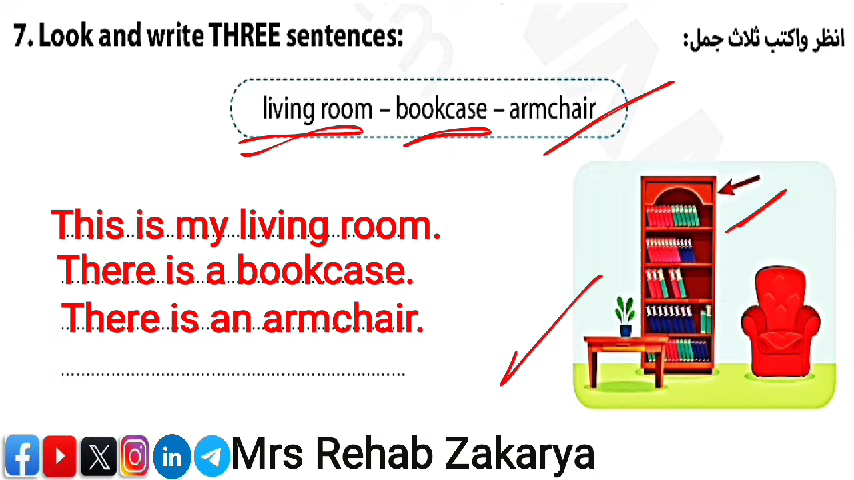 7. Look and write THREE sentences:
انظر واكتب ثلاث جمل:
living room – bookcase – armchair
This is my living room.
There is a bookcase.
There is an armchair.
Mrs Rehab Zakarya